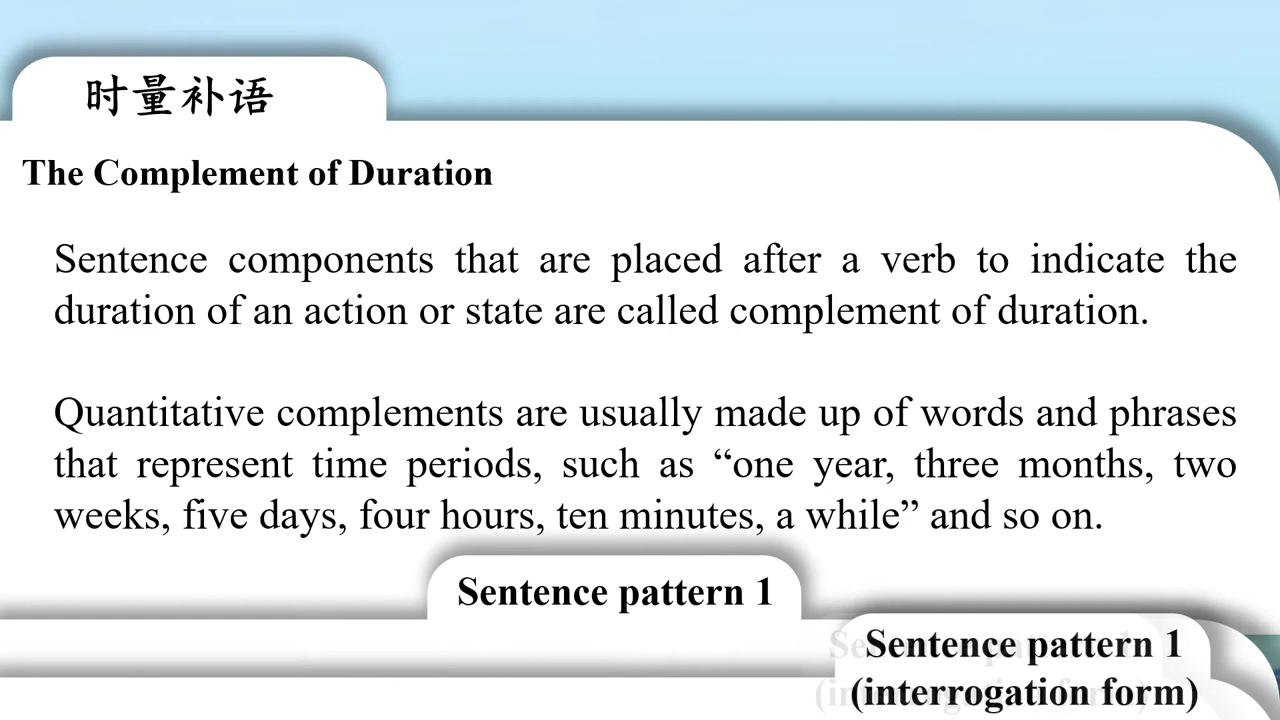 时量补语
The Complement of Duration
Sentence components that are placed after a verb to indicate the
duration of an action or state are called complement of duration.
Quantitative complements are usually made up of words and phrases
that represent time periods, such as “one year, three months, two
weeks, five days, four hours, ten minutes, a while” and so on.
Sentence pattern 1
Sentence pattern 1
(interrogation form)